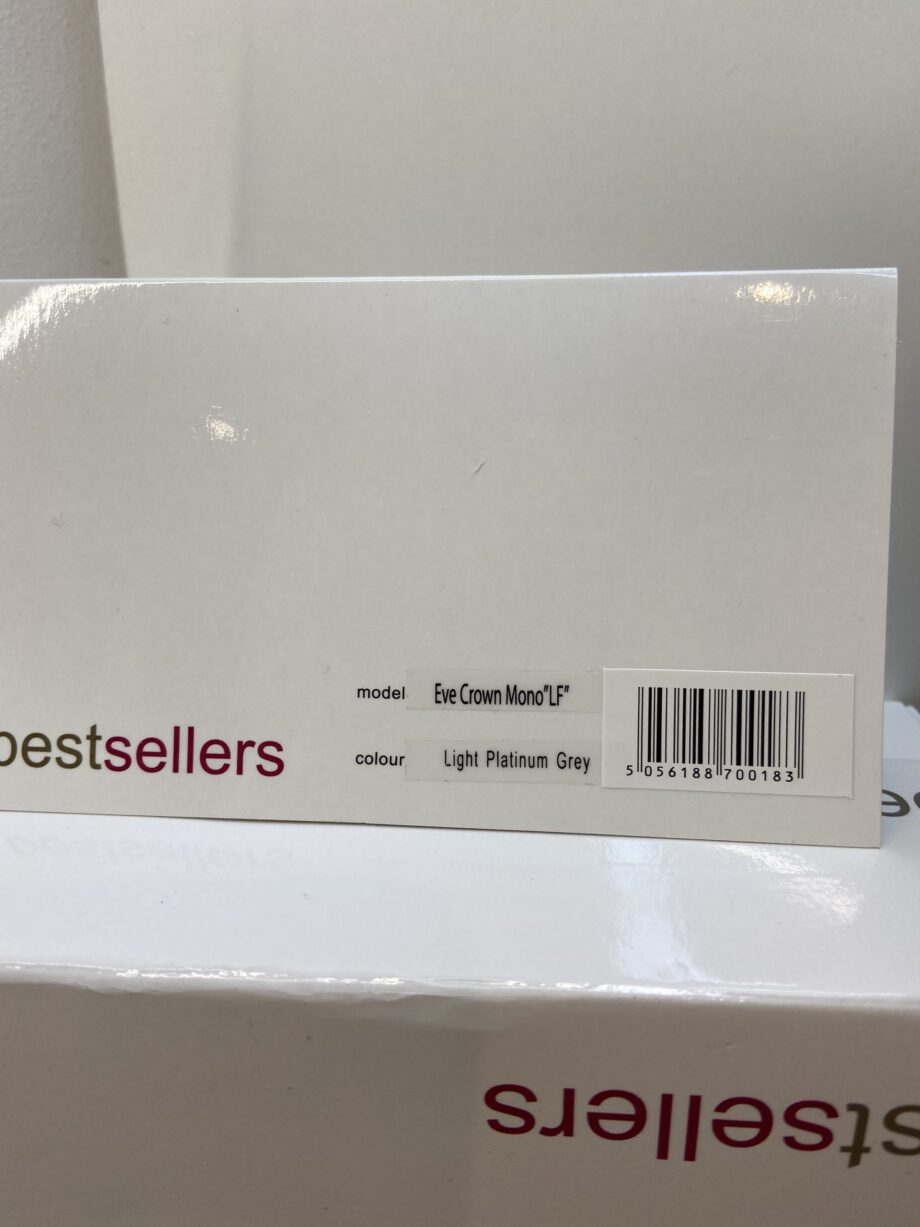 model Eve Crown Mono"LF"
bestsellers
colour Light Platinum Grey
5 056188 700183
bestsellers